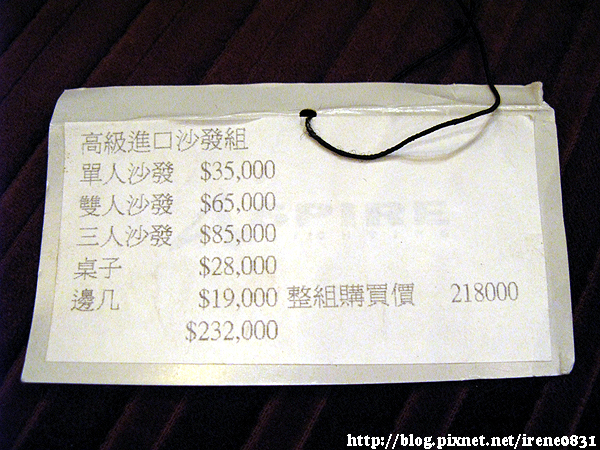 高級進口沙發組
單人沙發 $35,000
雙人沙發 $65,000
三人沙發 $85,000
桌子 $28,000
邊几 $19,000 整組購買價 218000
$232,000
http://blog.pixnet.net/irene0831